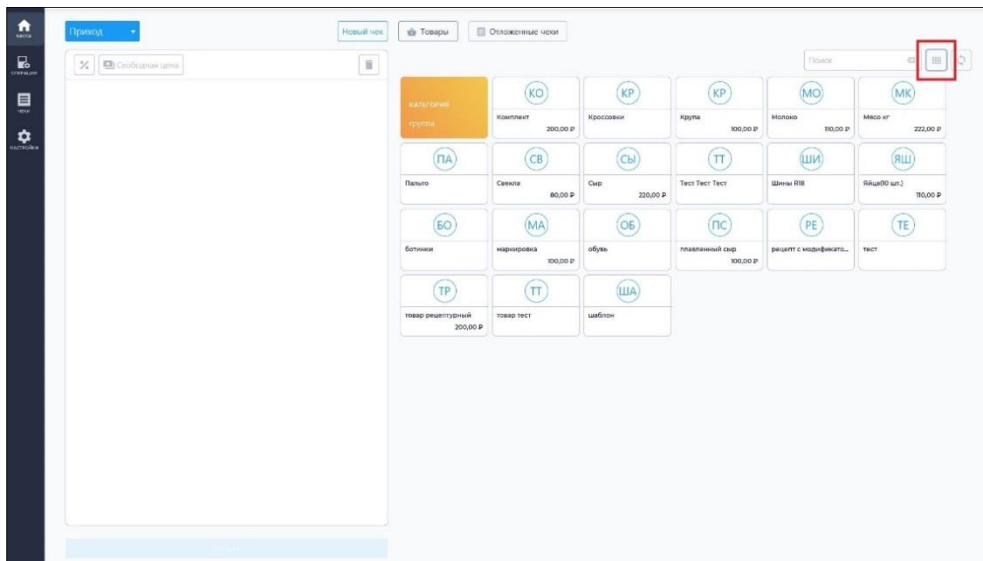 КАССА
ОПЕРАЦИИ
ЧЕКИ
НАСТРОЙКИ
Приход
Новый чек
Товары
Отложенные чеки
Свободная цена
Поиск
КАТЕГОРИЯ
группа
КО
Комплект
200,00 ₽
КР
Кроссовки
КР
Крупа
100,00 ₽
МО
Молоко
110,00 ₽
МК
Мясо кг
222,00 ₽
ПА
Пальто
СВ
Свекла
80,00 ₽
СЫ
Сыр
220,00 ₽
ТТ
Тест Тест Тест
ШИ
Шины R18
ЯШ
Яйца(10 шт.)
110,00 ₽
БО
ботинки
МА
маркировка
100,00 ₽
ОБ
обувь
ПС
плавленный сыр
100,00 ₽
РЕ
рецепт с модификато...
ТЕ
тест
ТР
товар рецептурный
200,00 ₽
ТТ
товар тест
ША
шаблон